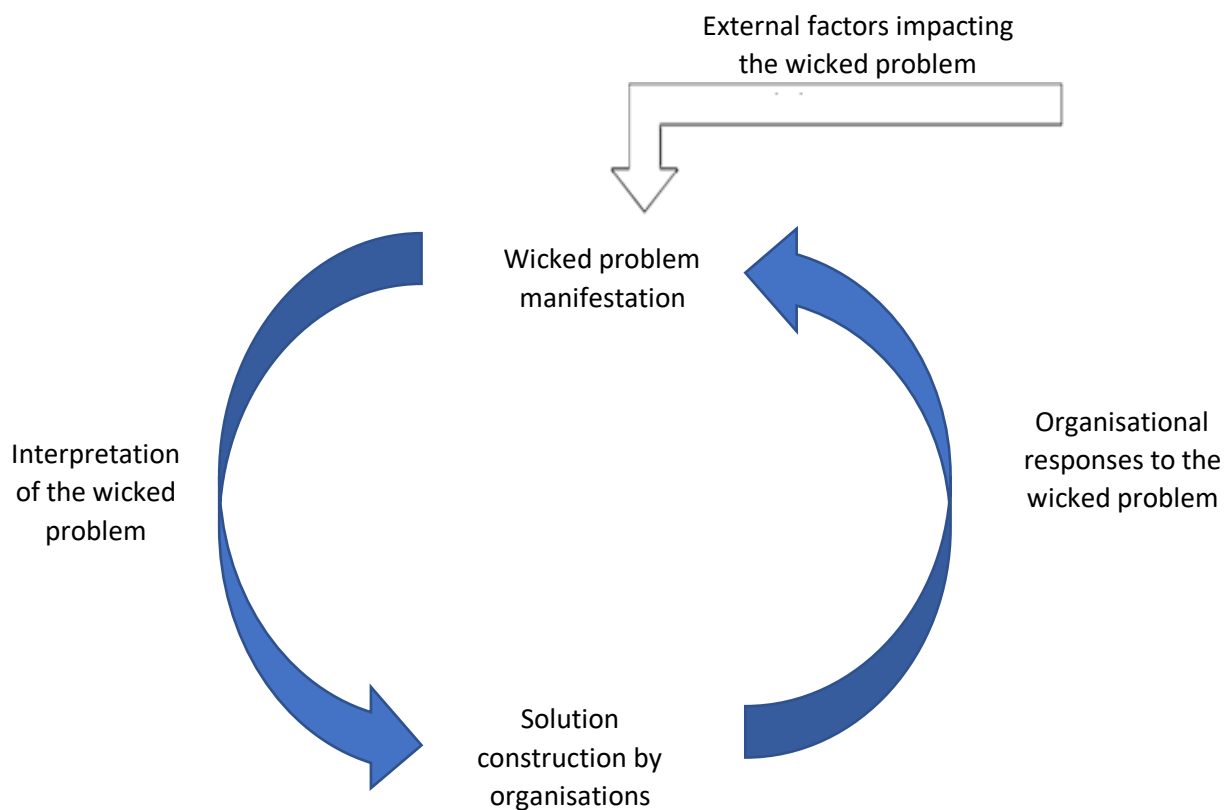 External factors impacting
the wicked problem
Wicked problem
manifestation
Interpretation
of the wicked
problem
Organisational
responses to the
wicked problem
Solution
construction by
organisations